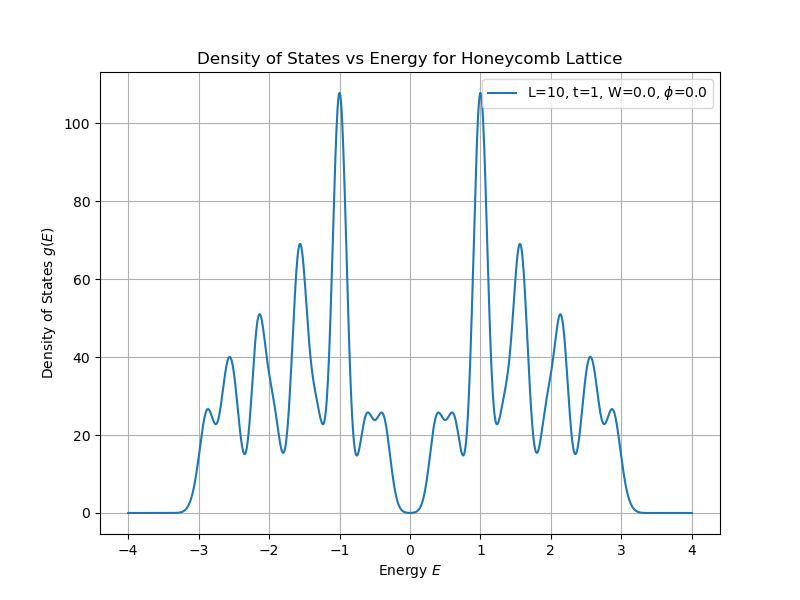 Density of States vs Energy for Honeycomb Lattice
L=10, t=1, W=0.0, ϕ=0.0
Density of States g(E)
100
80
60
40
20
0
−4 −3 −2 −1 0 1 2 3 4
Energy E